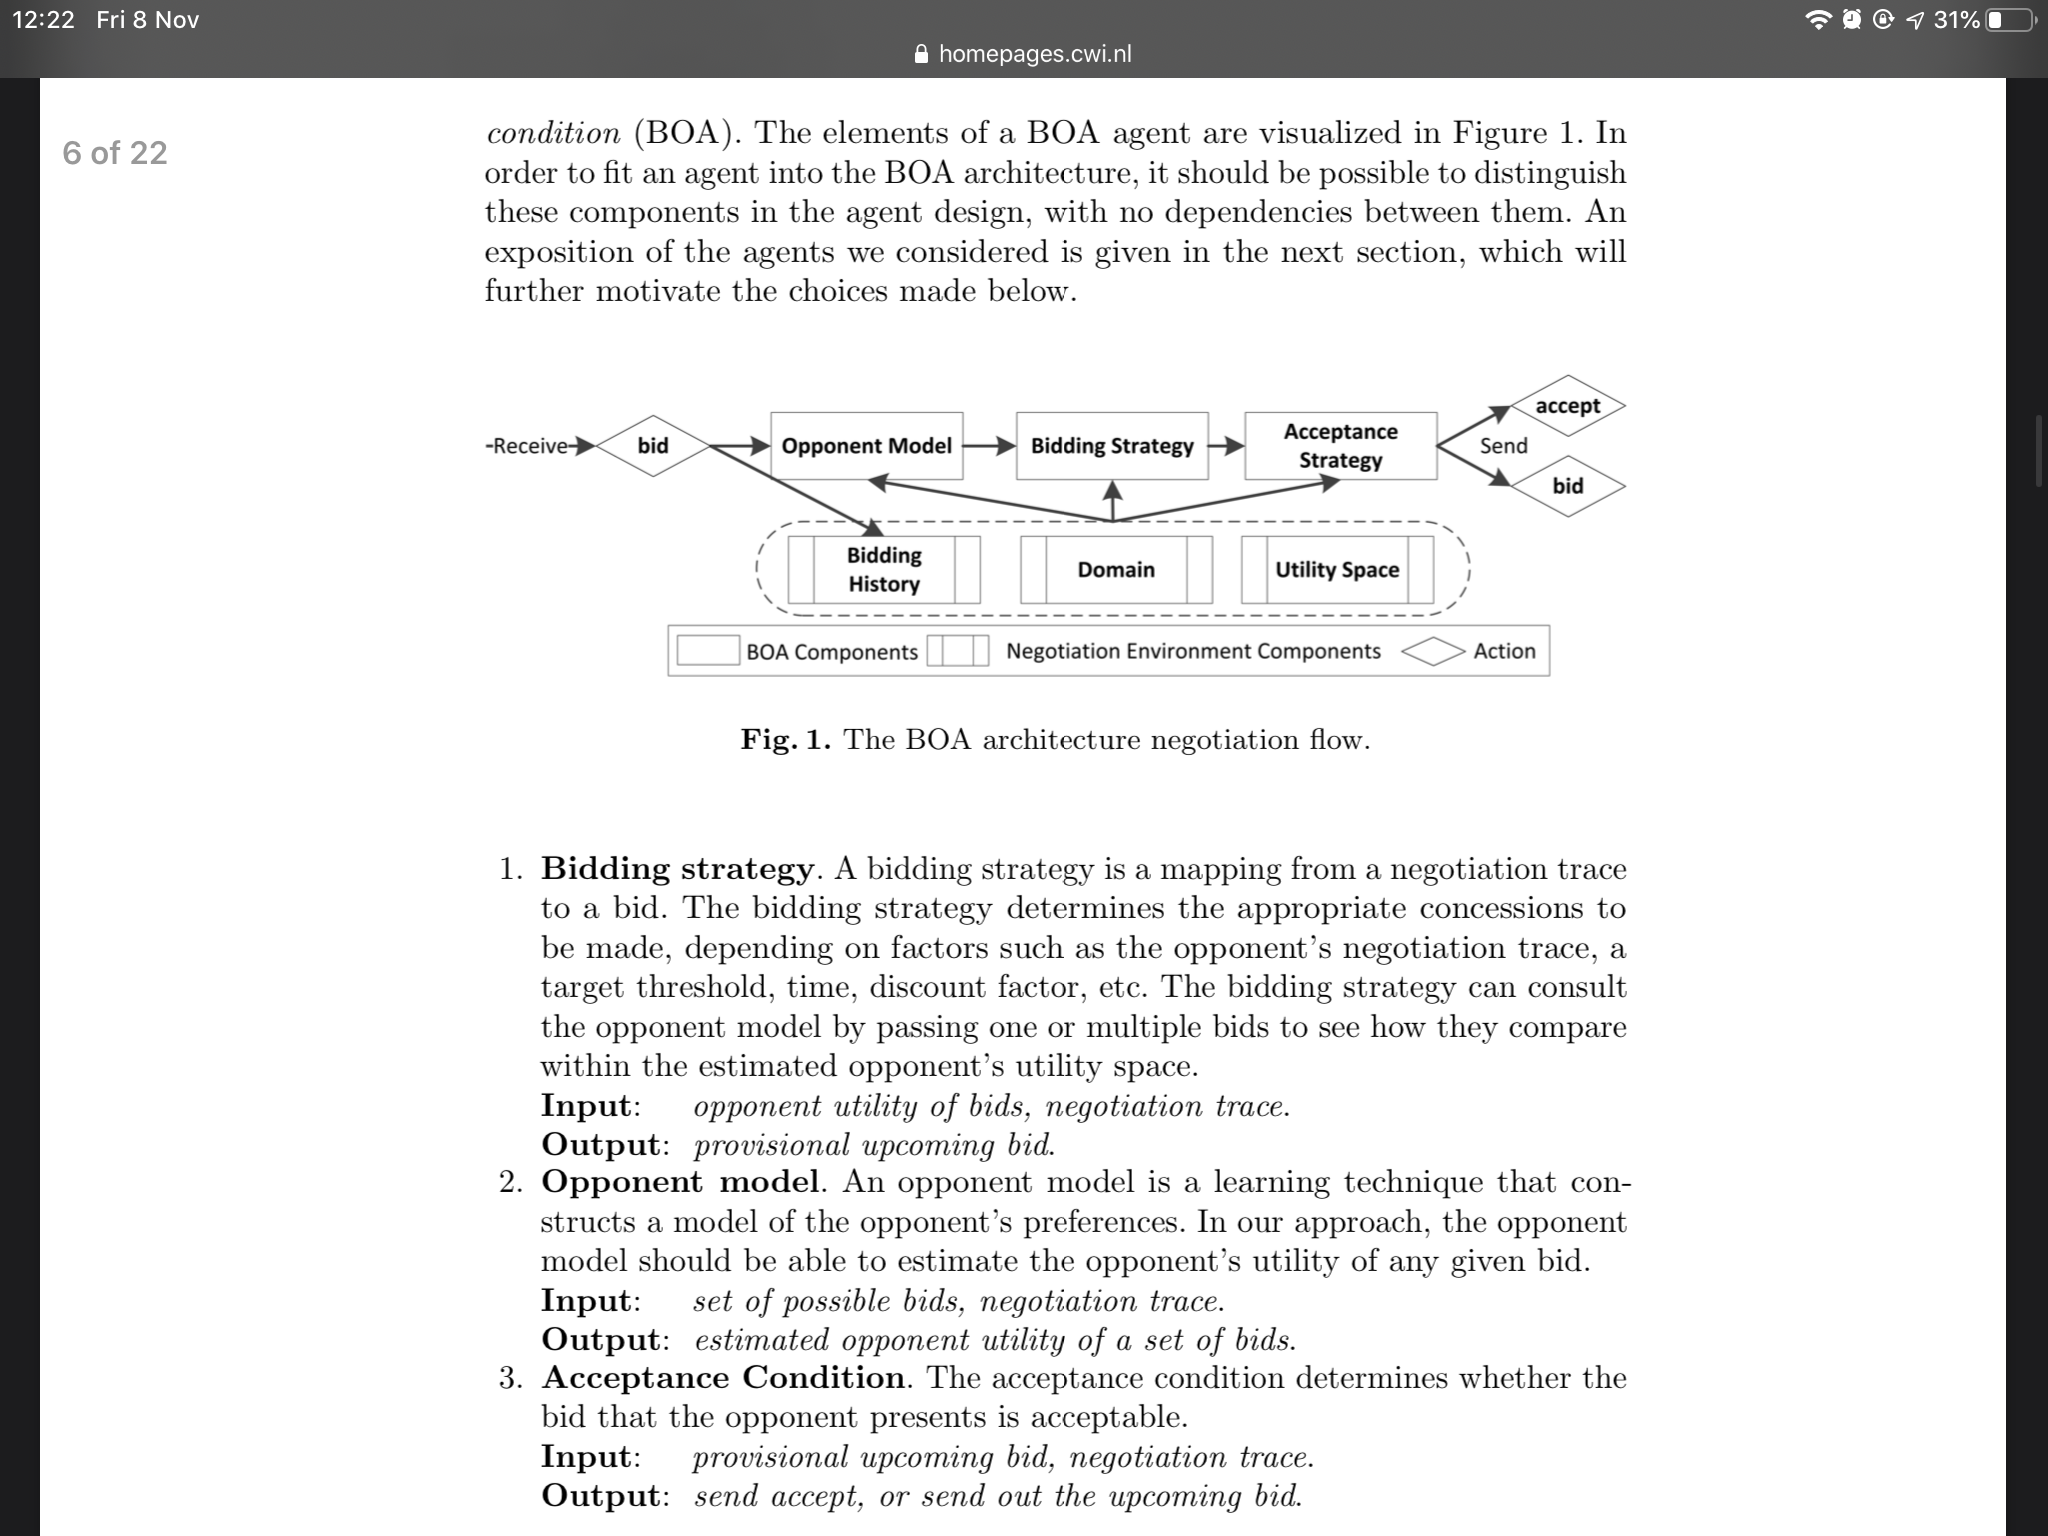 12:22 Fri 8 Nov
31%
homepages.cwi.nl
6 of 22
condition (BOA). The elements of a BOA agent are visualized in Figure 1. In
order to fit an agent into the BOA architecture, it should be possible to distinguish
these components in the agent design, with no dependencies between them. An
exposition of the agents we considered is given in the next section, which will
further motivate the choices made below.
Receive
bid
Opponent Model
Bidding Strategy
Acceptance
Strategy
accept
Send
bid
Bidding
History
Domain
Utility Space
BOA Components
Negotiation Environment Components
Action
Fig. 1. The BOA architecture negotiation flow.
1. Bidding strategy. A bidding strategy is a mapping from a negotiation trace
to a bid. The bidding strategy determines the appropriate concessions to
be made, depending on factors such as the opponent's negotiation trace, a
target threshold, time, discount factor, etc. The bidding strategy can consult
the opponent model by passing one or multiple bids to see how they compare
within the estimated opponent's utility space.
Input: opponent utility of bids, negotiation trace.
Output: provisional upcoming bid.
2. Opponent model. An opponent model is a learning technique that con-
structs a model of the opponent's preferences. In our approach, the opponent
model should be able to estimate the opponent's utility of any given bid.
Input: set of possible bids, negotiation trace.
Output: estimated opponent utility of a set of bids.
3. Acceptance Condition. The acceptance condition determines whether the
bid that the opponent presents is acceptable.
Input: provisional upcoming bid, negotiation trace.
Output: send accept, or send out the upcoming bid.